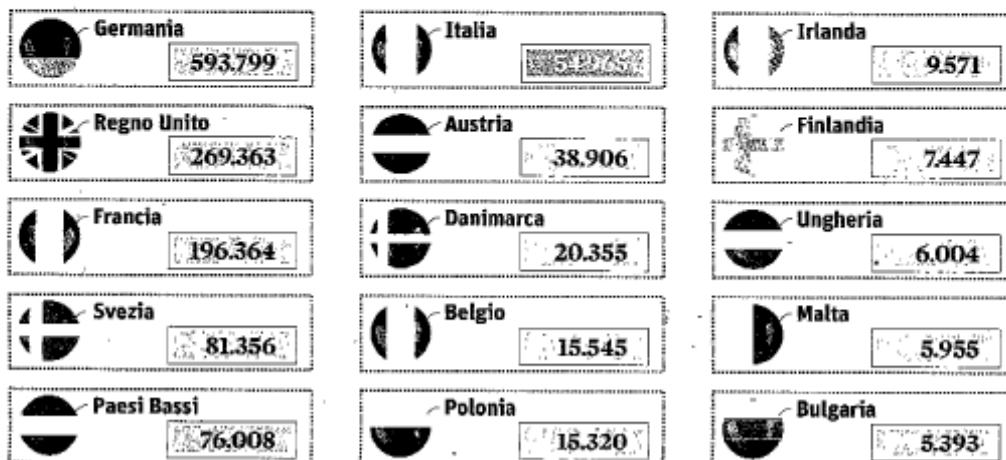 Germania
593.799
Regno Unito
269.363
Francia
196.364
Svezia
81.356
Paesi Bassi
76.008
Italia
Austria
38.906
Danimarca
20.355
Belgio
15.545
Polonia
15.320
Irlanda
9.571
Finlandia
7.447
Ungheria
6.004
Malta
5.955
Bulgaria
5.393